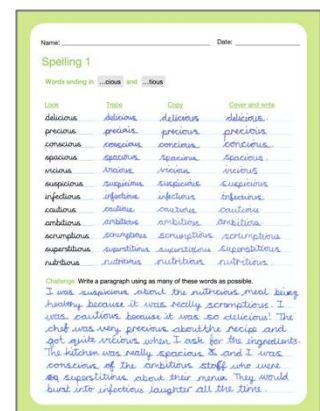 Name: Date:
Spelling 1
Words ending in ...cious and ...tious
Look Trace Copy Cover and write
delicious delicious delicious delicious.
precious precious precious precious
conscious conscious concious concious.
spacious spacious spacious spacious.
vicious vicious vicious vicious
suspicious suspicious suspicious suspicious
infectious infectious infectious infectious.
cautious cautious cautious cautious
ambitious ambitious ambitious ambitious.
scrumptious scrumptious scrumptious scrumptious
superstitious superstitious superstitious superstitious
nutritious nutritious nutritious nutritious
Challenge Write a paragraph using as many of these words as possible.
I was suspicious about the nutricious meal being
healthy because it was really scromptious. I
was cautious because it was so delicious! The
chef was very precious about the recipe and
got quite vicious when I ask for the ingredients.
The kitchen was really spacious & and I was
conscious of the ambitious staff who were
superstitious about their menus. They would
burst into infectious laughter all the time.